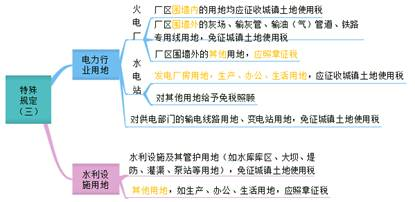 特殊
规定
(三)
电力行
业用地
火
电
厂
厂区围墙内的用地均应征收城镇土地使用税
厂区围墙外的灰场、输灰管、输油（气）管道、铁路
专用线用地，免征城镇土地使用税
厂区围墙外的其他用地，应照章征税
水
电
站
发电厂房用地，生产、办公、生活用地，应征收城镇土地使用税
对其他用地给予免税照顾
对供电部门的输电线路用地、变电站用地，免征城镇土地使用税
水利设
施用地
水利设施及其管护用地（如水库库区、大坝、堤
防、灌渠、泵站等用地），免征城镇土地使用税
其他用地，如生产、办公、生活用地，应照章征税